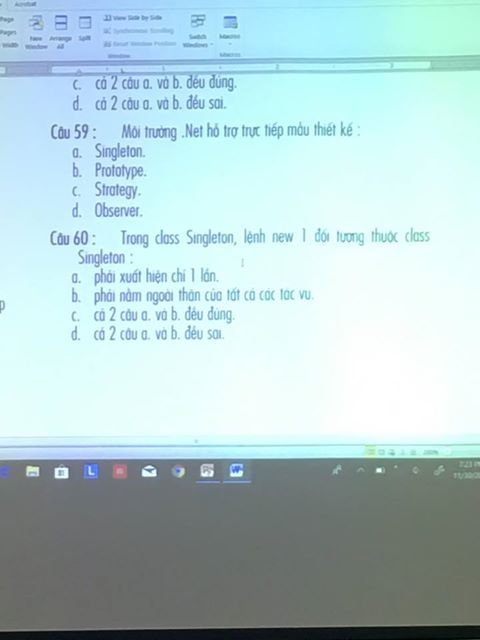 Acrobat
Page
View Side by Side
Pages
Synchronous Scrolling
Width
New Window
Arrange All
Split
Reset Window Position
Switch Windows
Macros
Window
Macros
c. cả 2 câu a. và b. đều đúng.
d. cả 2 câu a. và b. đều sai.
Câu 59 : Môi trường .Net hỗ trợ trực tiếp mẫu thiết kế :
a. Singleton.
b. Prototype.
c. Strategy.
d. Observer.
Câu 60 : Trong class Singleton, lệnh new 1 đối tượng thuộc class
Singleton :
a. phải xuất hiện chỉ 1 lần.
b. phải nằm ngoài thân của tất cả các tác vụ.
c. cả 2 câu a. và b. đều đúng.
d. cả 2 câu a. và b. đều sai.
p
7:23 PM